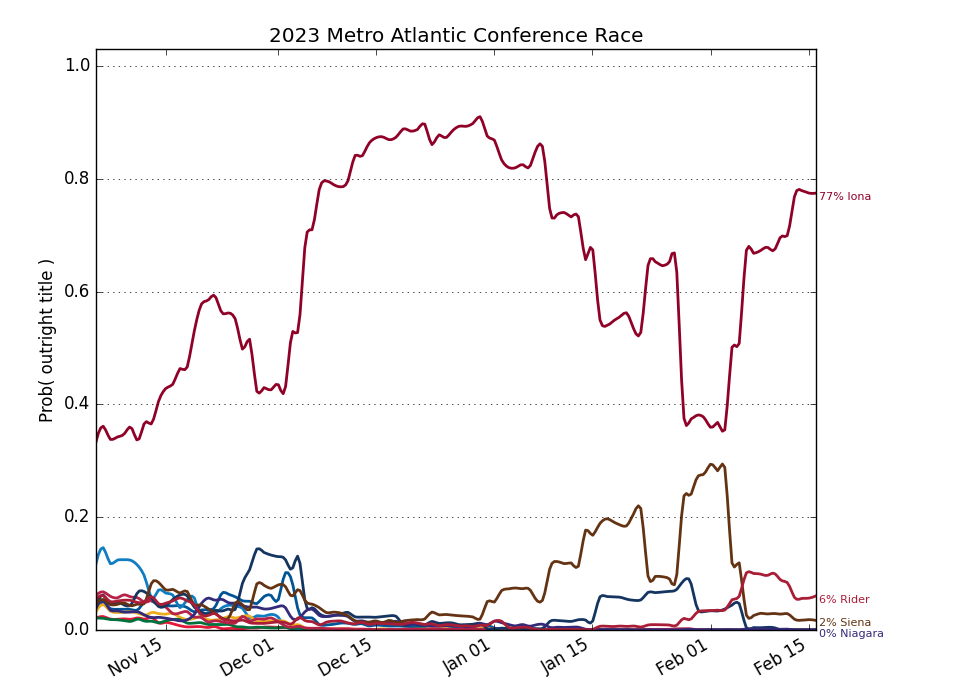 2023 Metro Atlantic Conference Race
Prob( outright title )
1.0
0.8
0.6
0.4
0.2
0.0
77% Iona
6% Rider
2% Siena
0% Niagara
Nov 15
Dec 01
Dec 15
Jan 01
Jan 15
Feb 01
Feb 15